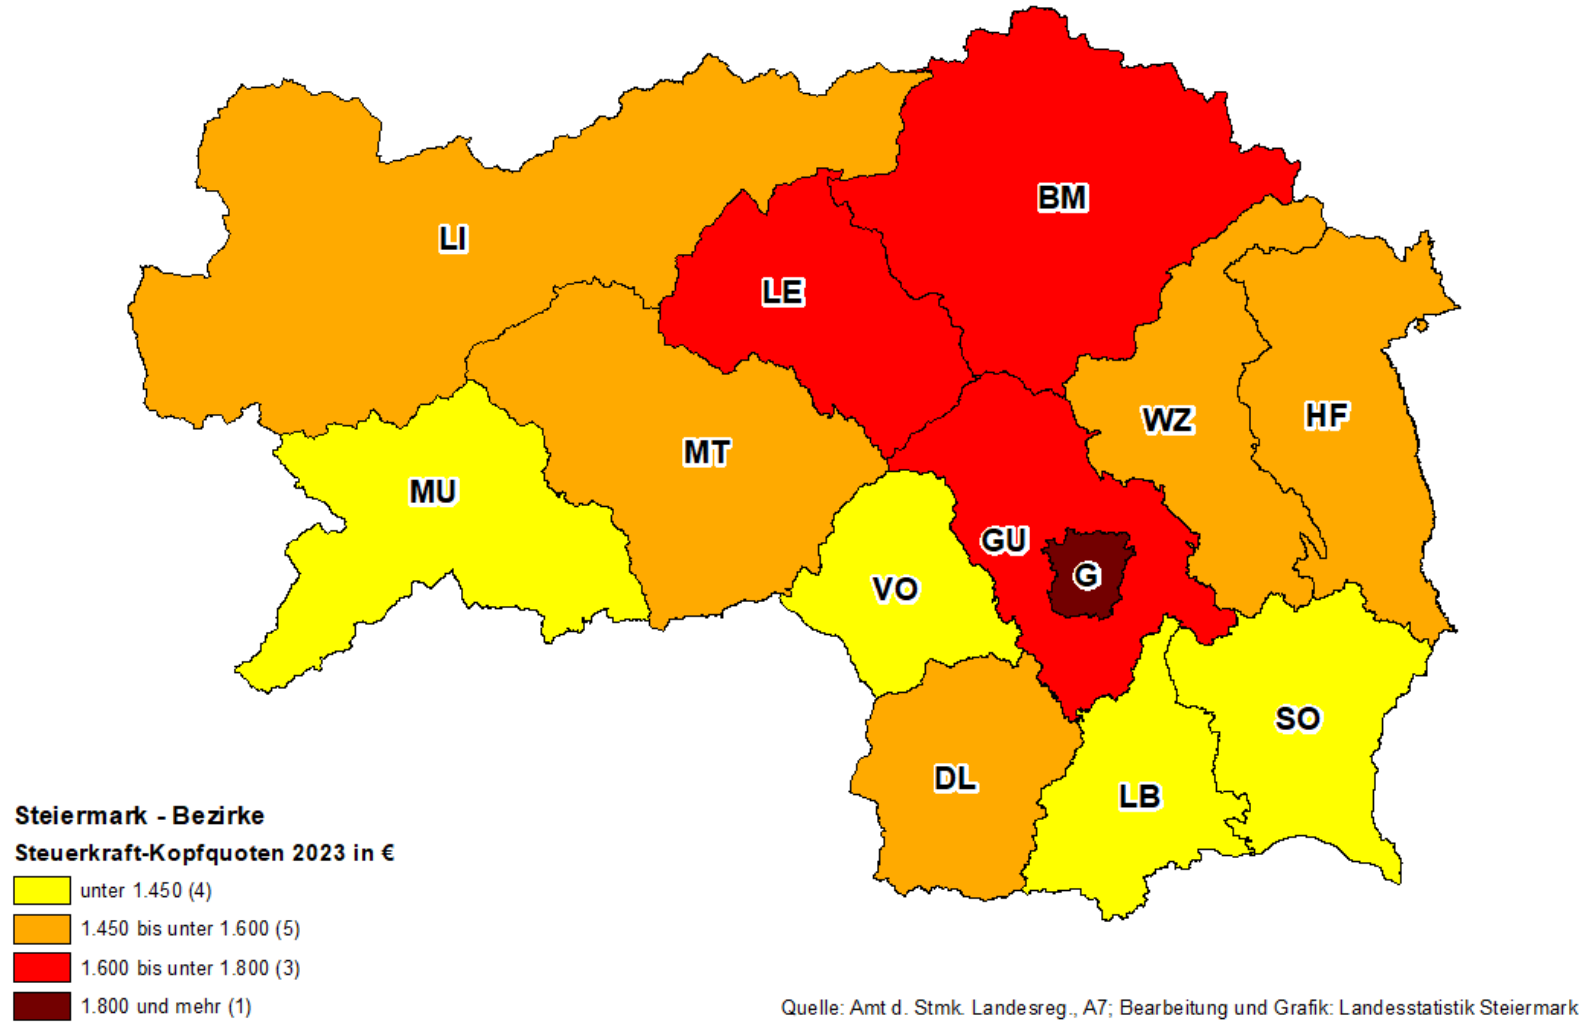 BM
LI
LE
WZ
HF
MT
MU
GU
G
VO
SO
DL
LB
Steiermark - Bezirke
Steuerkraft-Kopfquoten 2023 in €
unter 1.450 (4)
1.450 bis unter 1.600 (5)
1.600 bis unter 1.800 (3)
1.800 und mehr (1)
Quelle: Amt d. Stmk. Landesreg., A7; Bearbeitung und Grafik: Landesstatistik Steiermark